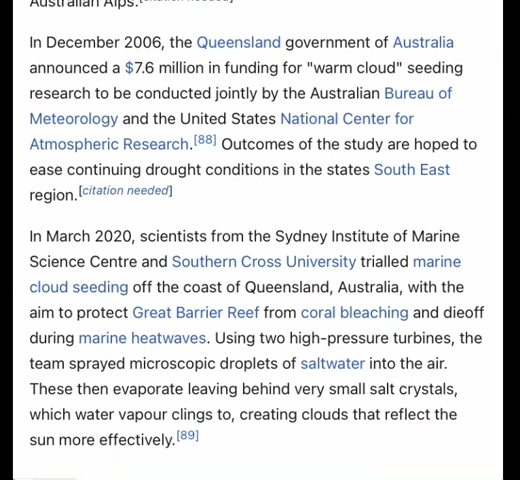 Australian Alps.[citation needed]
In December 2006, the Queensland government of Australia
announced a $7.6 million in funding for "warm cloud" seeding
research to be conducted jointly by the Australian Bureau of
Meteorology and the United States National Center for
Atmospheric Research.[88] Outcomes of the study are hoped to
ease continuing drought conditions in the states South East
region.[citation needed]
In March 2020, scientists from the Sydney Institute of Marine
Science Centre and Southern Cross University trialled marine
cloud seeding off the coast of Queensland, Australia, with the
aim to protect Great Barrier Reef from coral bleaching and dieoff
during marine heatwaves. Using two high-pressure turbines, the
team sprayed microscopic droplets of saltwater into the air.
These then evaporate leaving behind very small salt crystals,
which water vapour clings to, creating clouds that reflect the
sun more effectively.[89]